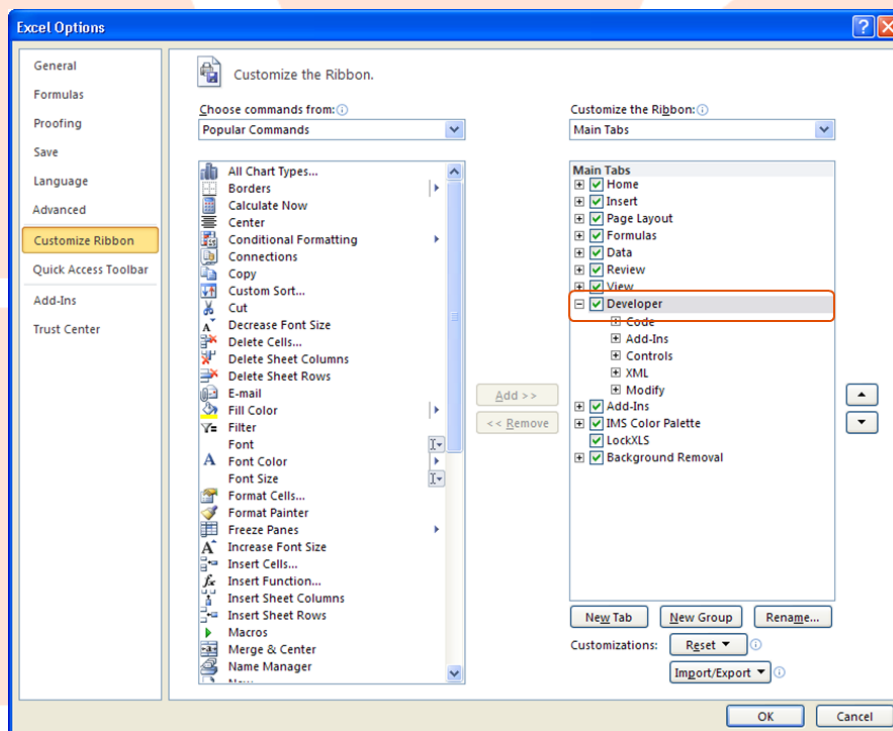 Excel Options
General
Formulas
Proofing
Save
Language
Advanced
Customize Ribbon
Quick Access Toolbar
Add-Ins
Trust Center
Customize the Ribbon.
Choose commands from:
Popular Commands
All Chart Types...
Borders
Calculate Now
Center
Conditional Formatting
Connections
Copy
Custom Sort...
Cut
Decrease Font Size
Delete Cells...
Delete Sheet Columns
Delete Sheet Rows
E-mail
Fill Color
Filter
Font
Font Color
Font Size
Format Cells...
Format Painter
Freeze Panes
Increase Font Size
Insert Cells...
Insert Function...
Insert Sheet Columns
Insert Sheet Rows
Macros
Merge & Center
Name Manager
Add >>
<< Remove
Customize the Ribbon:
Main Tabs
Main Tabs
Home
Insert
Page Layout
Formulas
Data
Review
View
Developer
Code
Add-Ins
Controls
XML
Modify
Add-Ins
IMS Color Palette
LockXLS
Background Removal
New Tab New Group Rename...
Customizations: Reset
Import/Export
OK Cancel